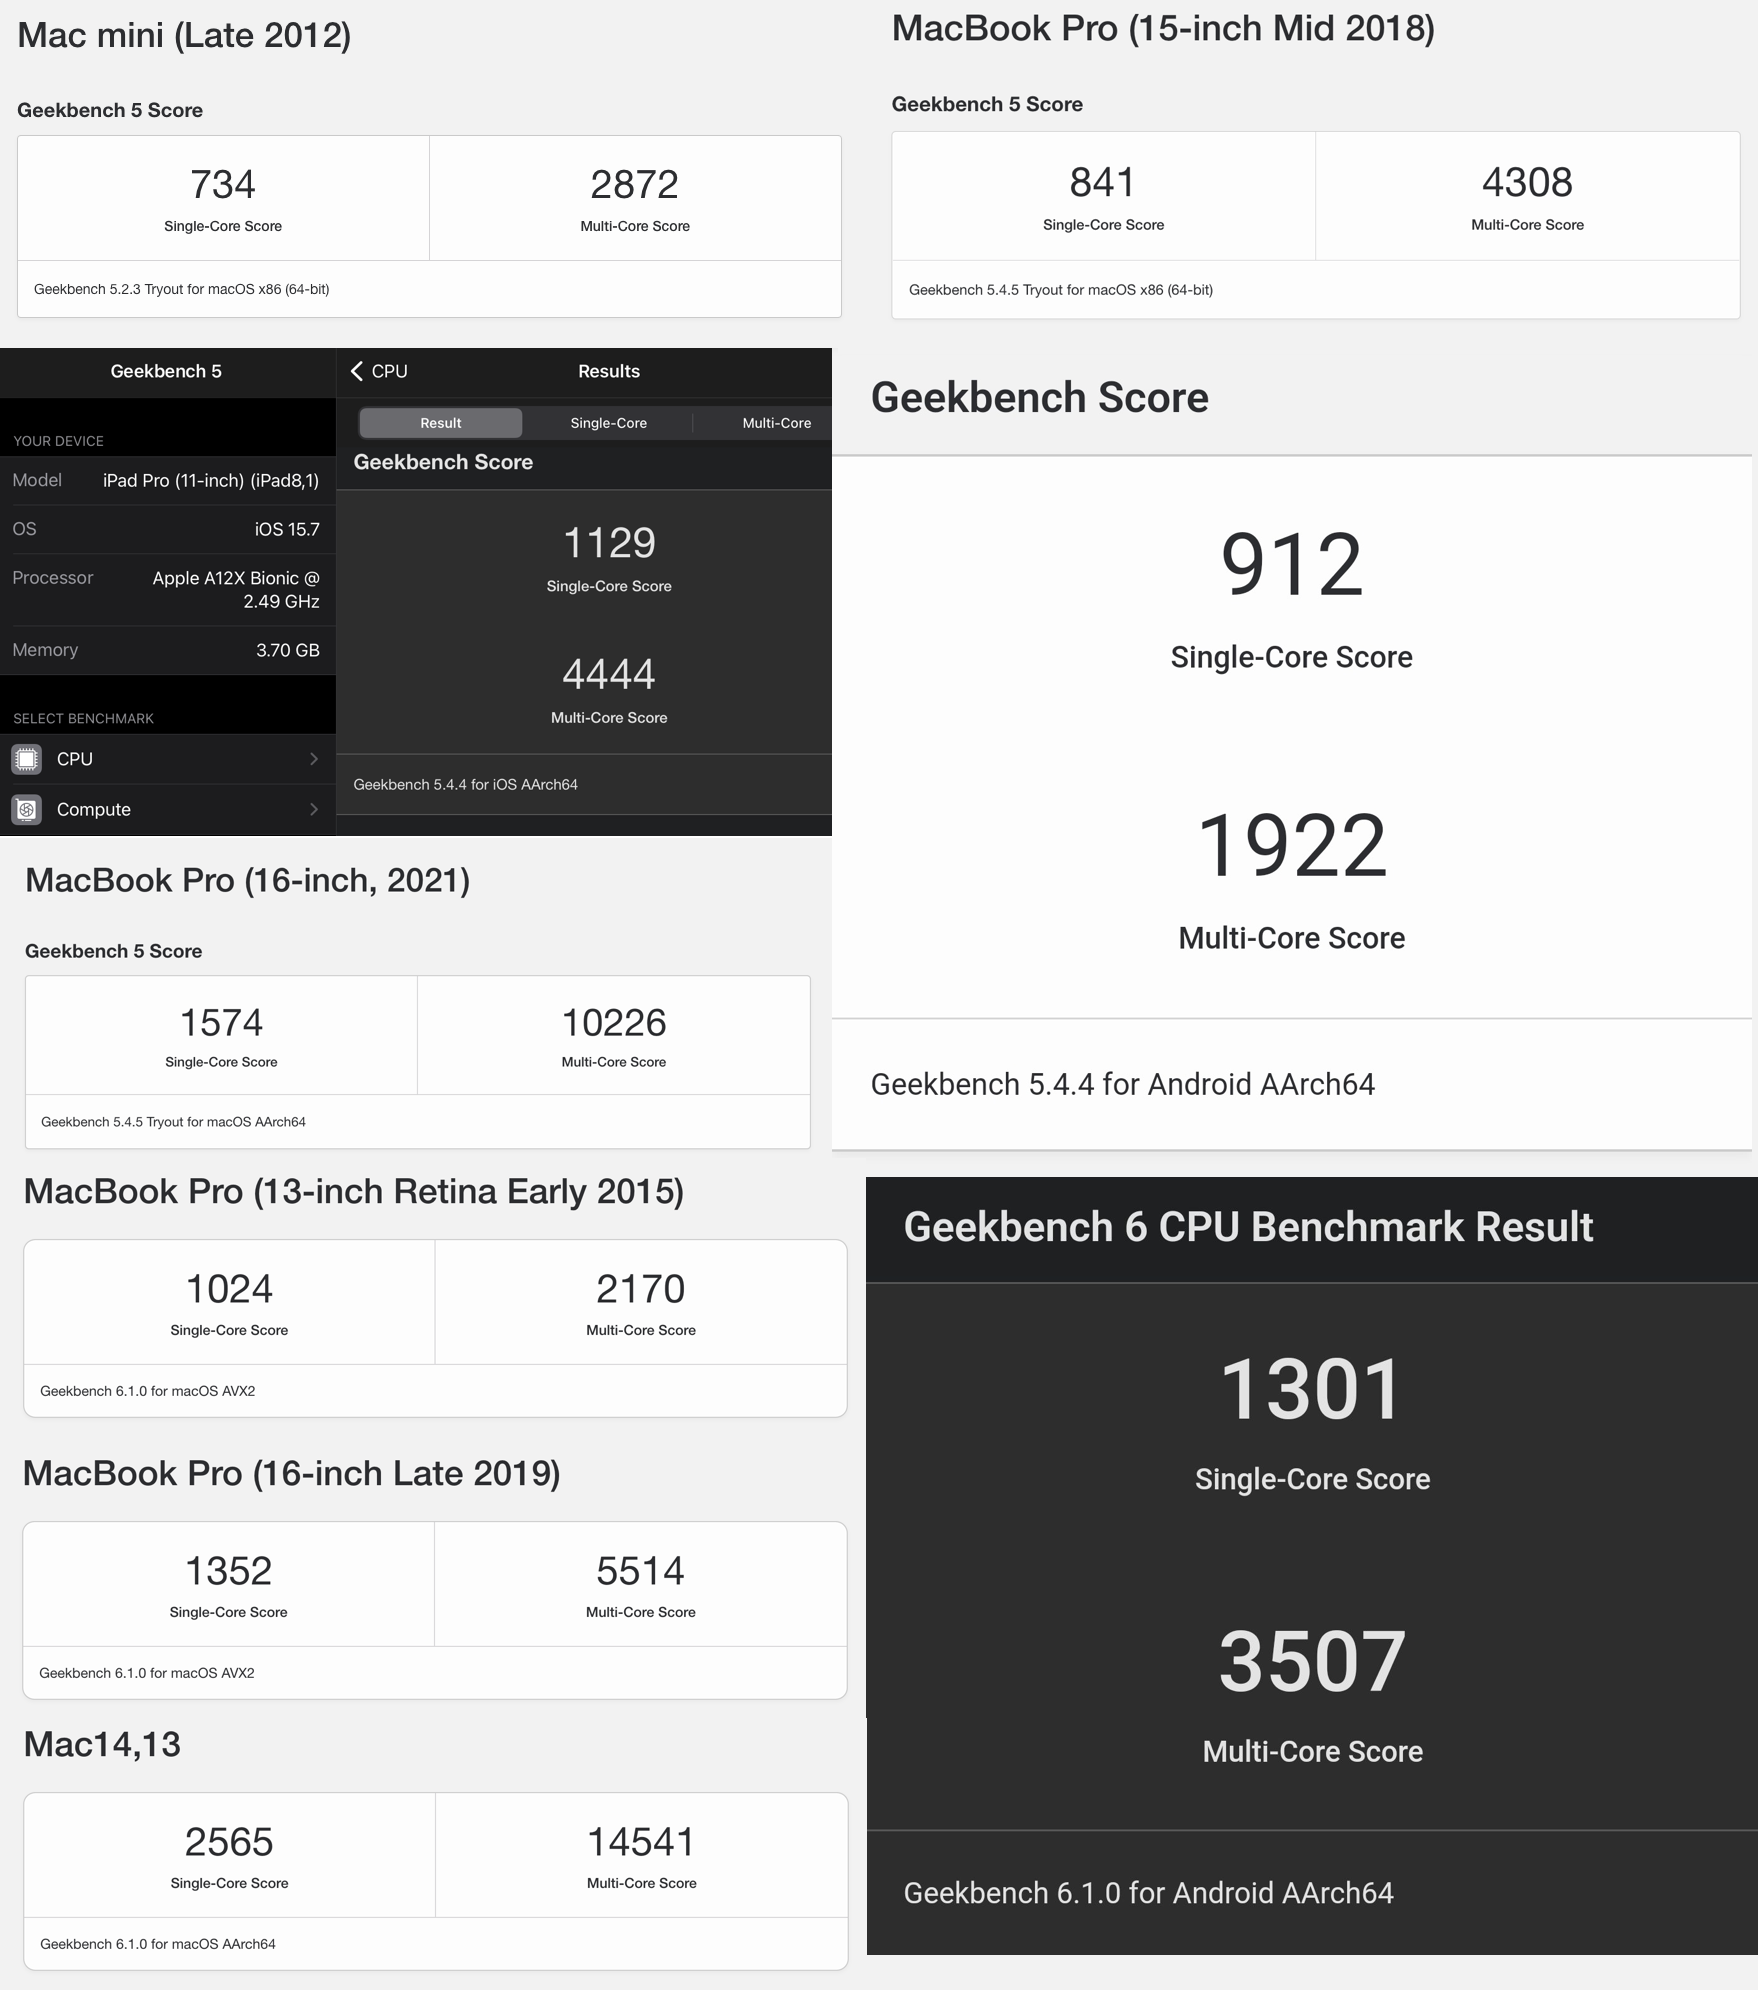 Mac mini (Late 2012)
Geekbench 5 Score
734
Single-Core Score
2872
Multi-Core Score
Geekbench 5.2.3 Tryout for macOS x86 (64-bit)
MacBook Pro (15-inch Mid 2018)
Geekbench 5 Score
841
Single-Core Score
4308
Multi-Core Score
Geekbench 5.4.5 Tryout for macOS x86 (64-bit)
Geekbench 5
YOUR DEVICE
Model iPad Pro (11-inch) (iPad8,1)
OS iOS 15.7
Processor Apple A12X Bionic @
2.49 GHz
Memory 3.70 GB
SELECT BENCHMARK
CPU
Compute
CPU Results
Result Single-Core Multi-Core
Geekbench Score
1129
Single-Core Score
4444
Multi-Core Score
Geekbench 5.4.4 for iOS AArch64
Geekbench Score
912
Single-Core Score
1922
Multi-Core Score
Geekbench 5.4.4 for Android AArch64
MacBook Pro (16-inch, 2021)
Geekbench 5 Score
1574
Single-Core Score
10226
Multi-Core Score
Geekbench 5.4.5 Tryout for macOS AArch64
MacBook Pro (13-inch Retina Early 2015)
1024
Single-Core Score
2170
Multi-Core Score
Geekbench 6.1.0 for macOS AVX2
MacBook Pro (16-inch Late 2019)
1352
Single-Core Score
5514
Multi-Core Score
Geekbench 6.1.0 for macOS AVX2
Mac14,13
2565
Single-Core Score
14541
Multi-Core Score
Geekbench 6.1.0 for macOS AArch64
Geekbench 6 CPU Benchmark Result
1301
Single-Core Score
3507
Multi-Core Score
Geekbench 6.1.0 for Android AArch64